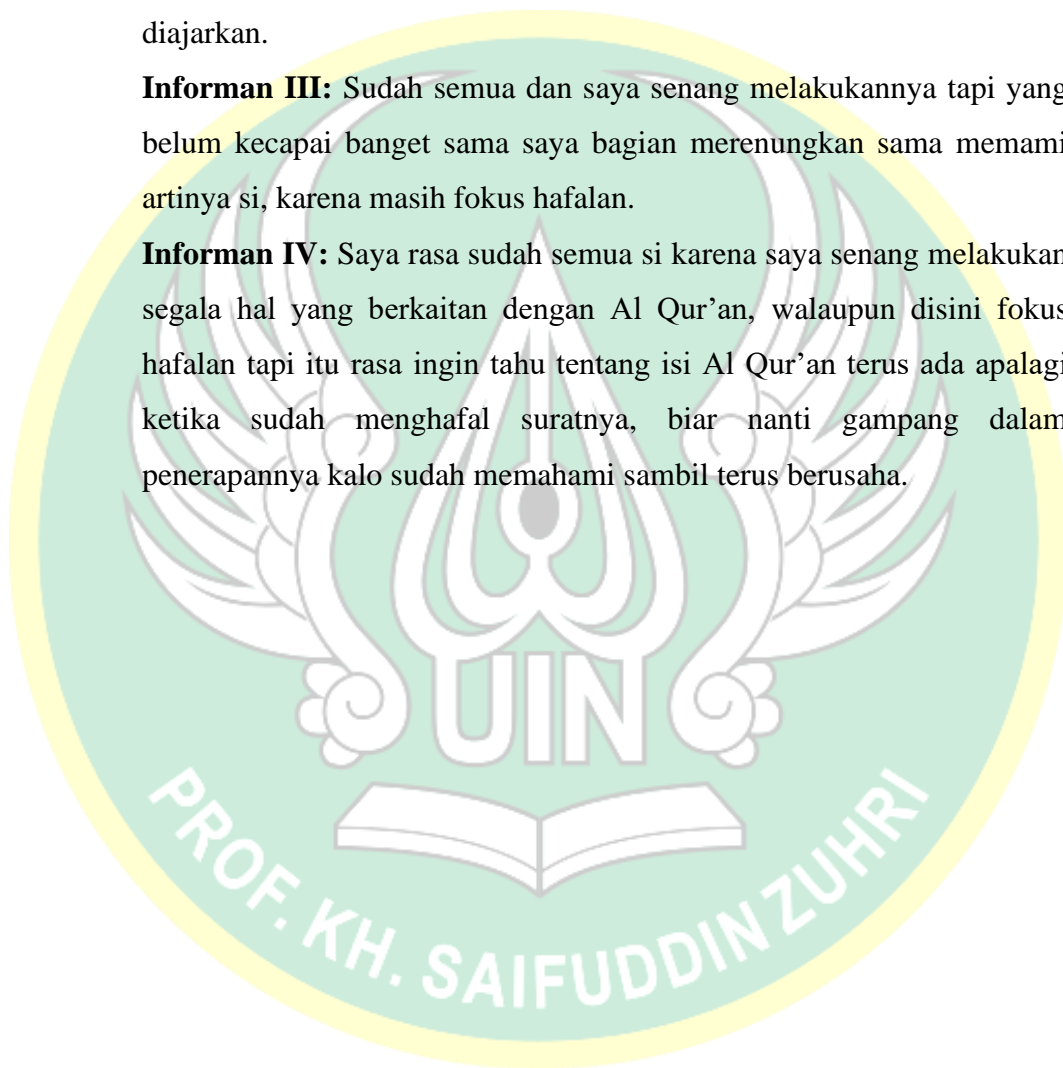 diajarkan.
Informan III: Sudah semua dan saya senang melakukannya tapi yang
belum kecapai banget sama saya bagian merenungkan sama memami
artinya si, karena masih fokus hafalan.
Informan IV: Saya rasa sudah semua si karena saya senang melakukan
segala hal yang berkaitan dengan Al Qur’an, walaupun disini fokus
hafalan tapi itu rasa ingin tahu tentang isi Al Qur’an terus ada apalagi
ketika sudah menghafal suratnya, biar nanti gampang dalam
penerapannya kalo sudah memahami sambil terus berusaha.
UIN
PROF. KH. SAIFUDDIN ZUHRI